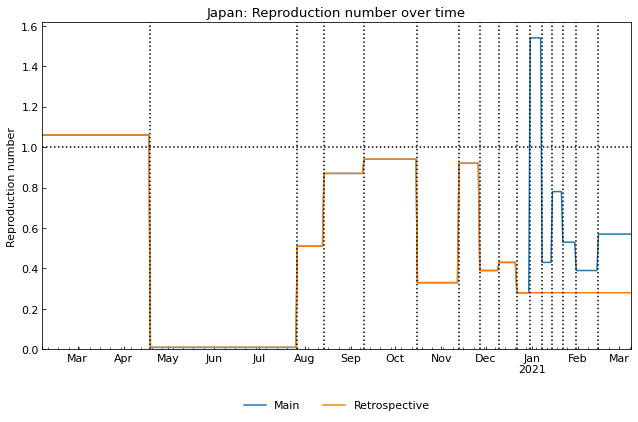 Japan: Reproduction number over time
Reproduction number
1.6
1.4
1.2
1.0
0.8
0.6
0.4
0.2
0.0
Mar Apr May Jun Jul Aug Sep Oct Nov Dec Jan Feb Mar
2021
Main Retrospective